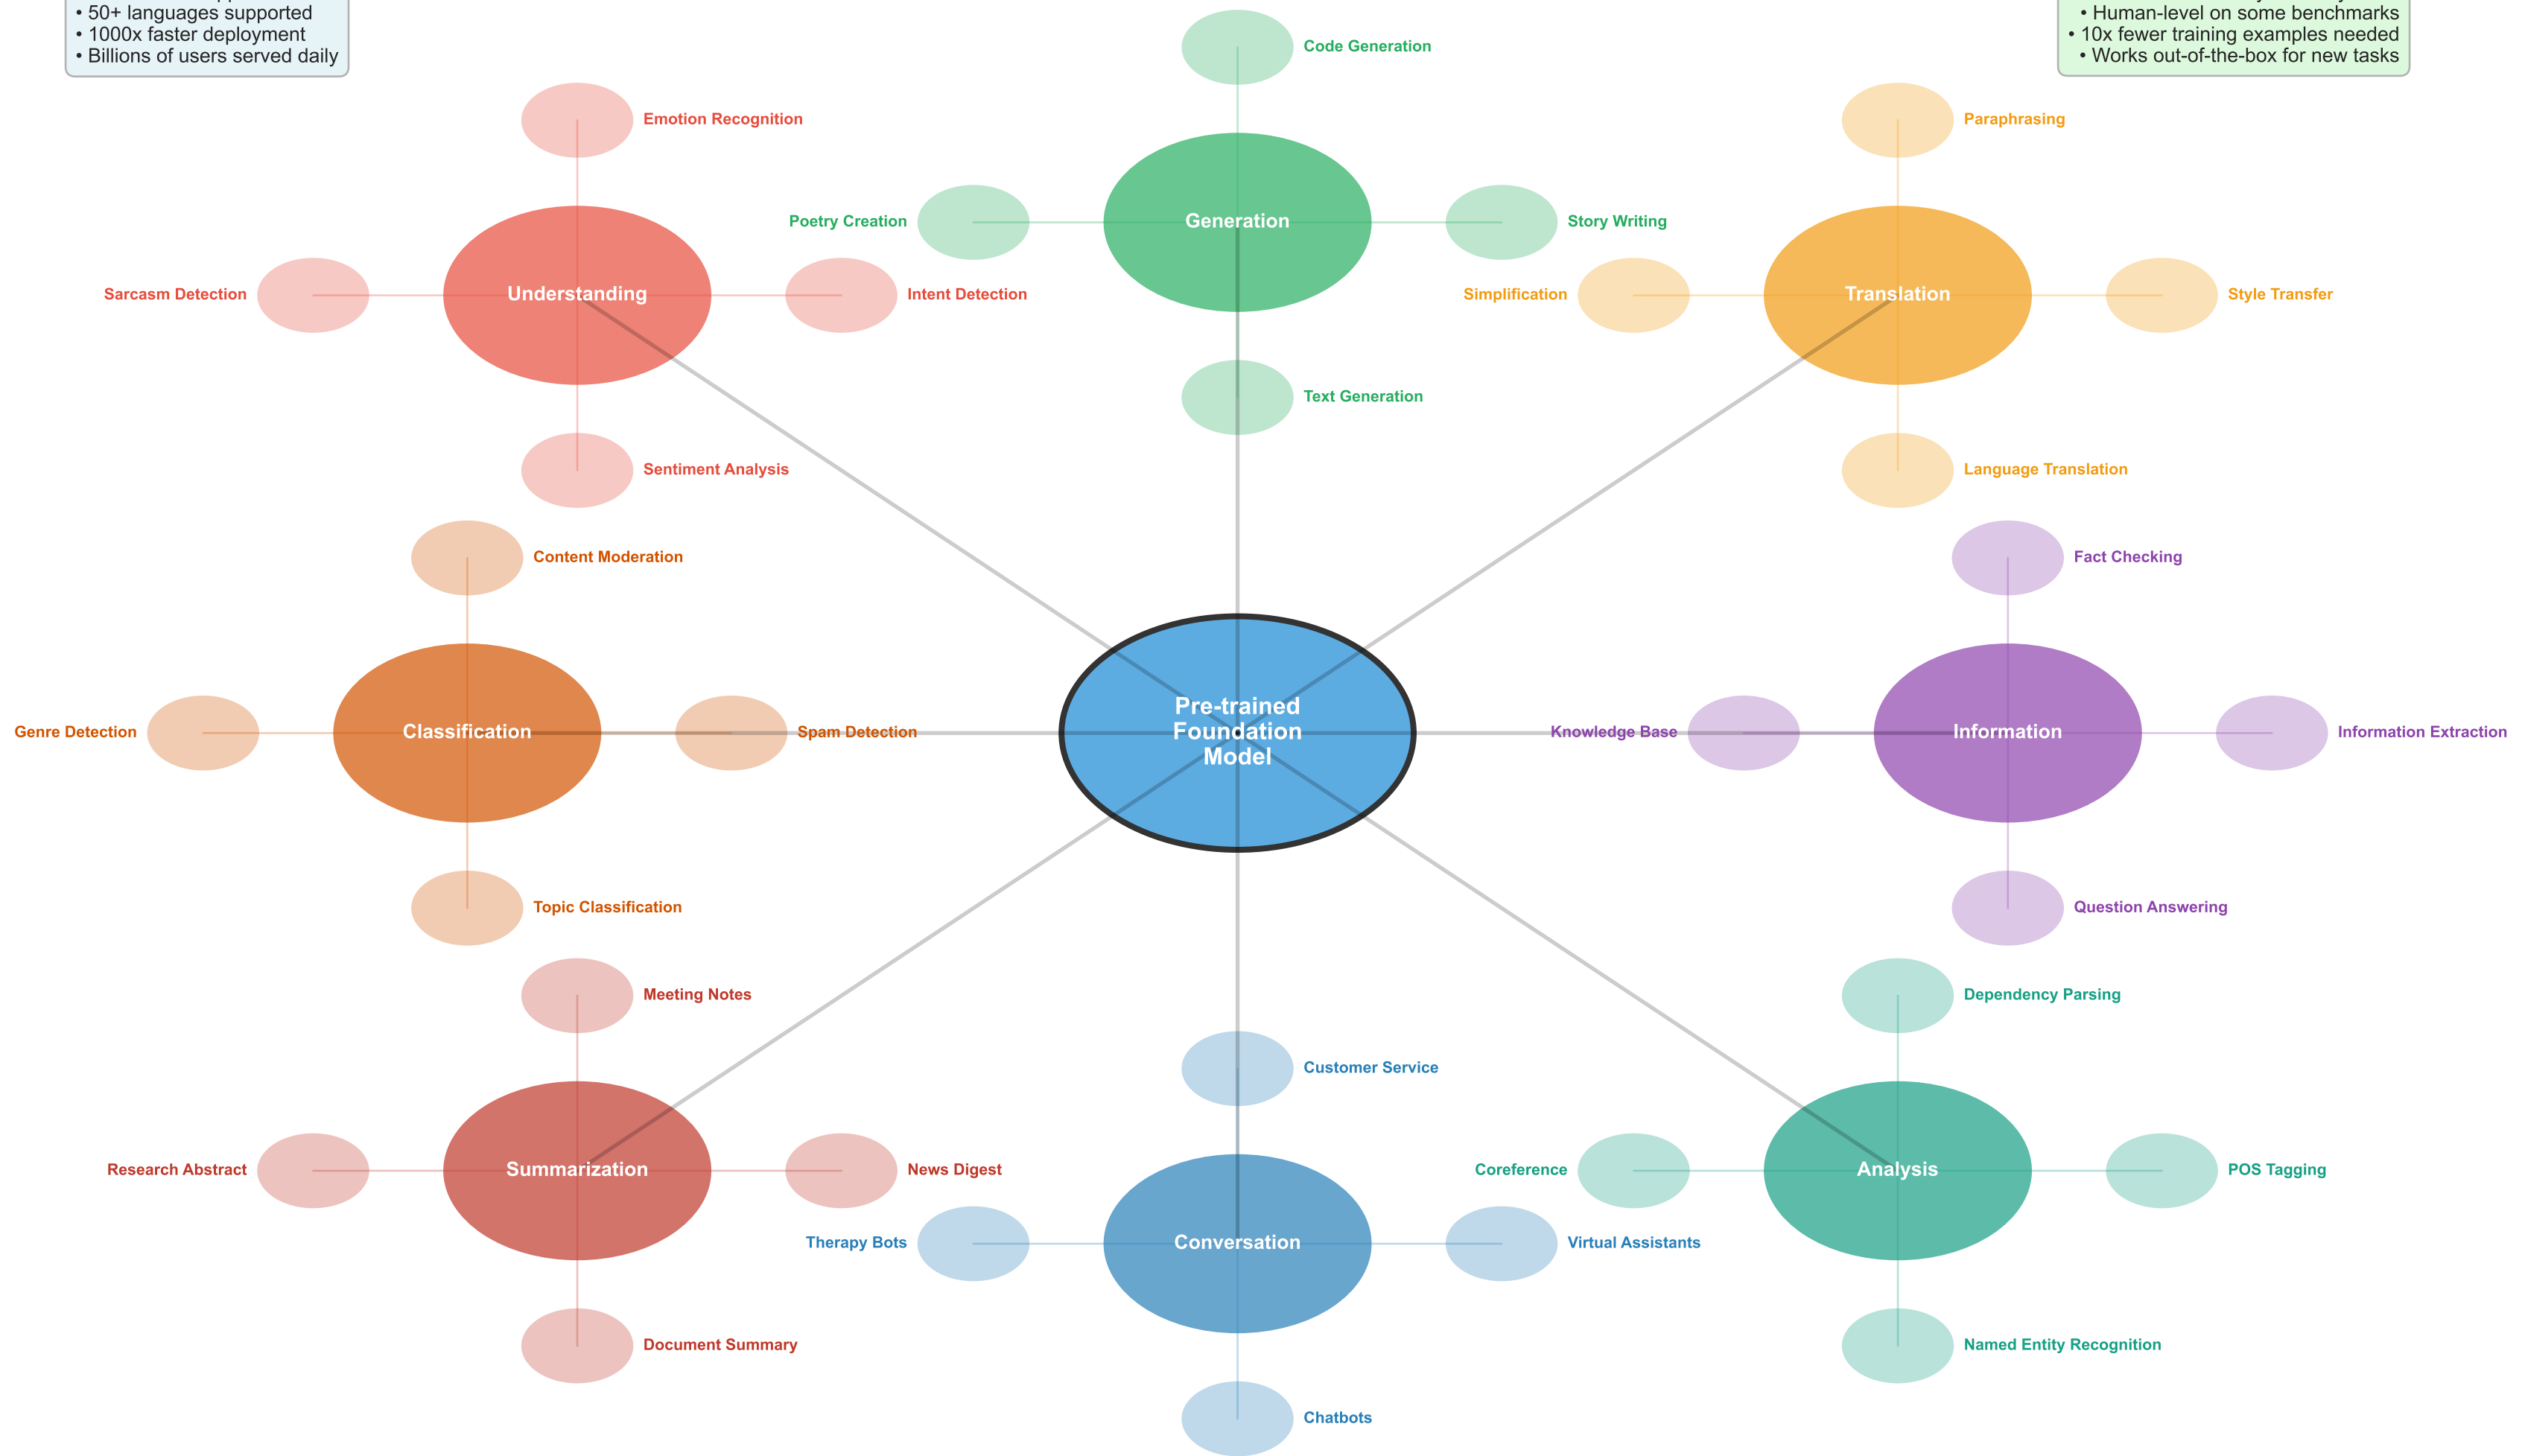 • 50+ languages supported
• 1000x faster deployment
• Billions of users served daily
• Human-level on some benchmarks
• 10x fewer training examples needed
• Works out-of-the-box for new tasks
Code Generation
Emotion Recognition
Paraphrasing
Poetry Creation
Generation
Story Writing
Sarcasm Detection
Understanding
Intent Detection
Simplification
Translation
Style Transfer
Text Generation
Sentiment Analysis
Language Translation
Content Moderation
Fact Checking
Genre Detection
Classification
Spam Detection
Pre-trained
Foundation
Model
Knowledge Base
Information
Information Extraction
Topic Classification
Question Answering
Meeting Notes
Dependency Parsing
Customer Service
Research Abstract
Summarization
News Digest
Coreference
Analysis
POS Tagging
Therapy Bots
Conversation
Virtual Assistants
Document Summary
Named Entity Recognition
Chatbots